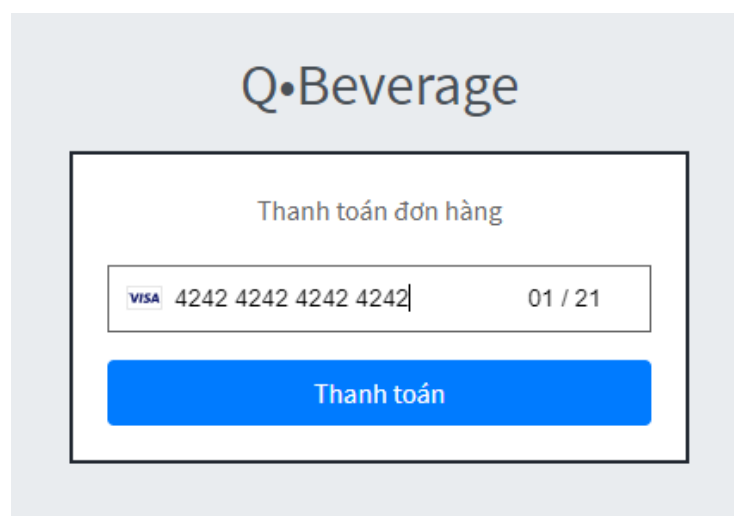 Q•Beverage
Thanh toán đơn hàng
VISA 4242 4242 4242 4242 01 / 21
Thanh toán